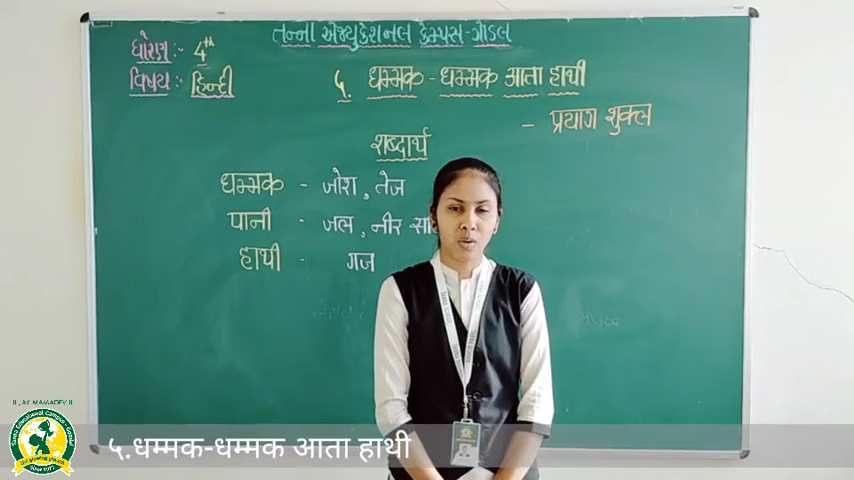 તન્ના એજ્યુકેશનલ કેમ્પસ-ગોંડલ
ધોરણ :- 4th
विषय :- हिन्दी
५. धम्मक-धम्मक आता हाथी
- प्रयाग शुक्ल
शब्दार्थ
धम्मक - जोश, तेज
पानी - जल, नीर
हाथी - गज
५.धम्मक-धम्मक आता हाथी